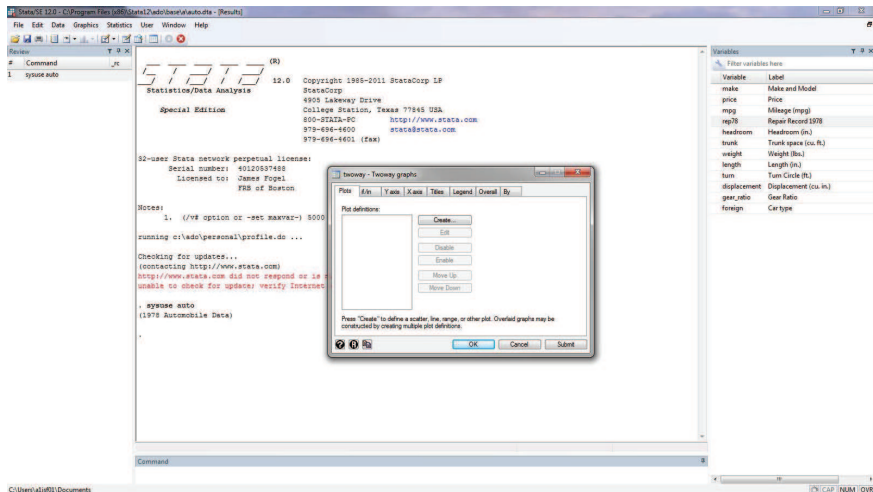 Stata/SE 12.0 - C:\Program Files (x86)\Stata12\ado\base\a\auto.dta - [Results]
File Edit Data Graphics Statistics User Window Help
Review
# Command _rc
1 sysuse auto
(R)
12.0 Copyright 1985-2011 StataCorp LP
Statistics/Data Analysis StataCorp
4905 Lakeway Drive
Special Edition College Station, Texas 77845 USA
800-STATA-PC http://www.stata.com
979-696-4600 stata@stata.com
979-696-4601 (fax)
32-user Stata network perpetual license:
Serial number: 40120537488
Licensed to: James Fogel
FRB of Boston
Notes:
1. (/v# option or -set maxvar-) 5000
running c:\ado\personal\profile.do ...
Checking for updates...
(contacting http://www.stata.com)
http://www.stata.com did not respond or is
unable to check for update; verify Internet
. sysuse auto
(1978 Automobile Data)
.
twoway - Twoway graphs
Plots if/in Y axis X axis Titles Legend Overall By
Plot definitions:
Create...
Edit
Disable
Enable
Move Up
Move Down
Press "Create" to define a scatter, line, range, or other plot. Overlaid graphs may be
constructed by creating multiple plot definitions.
OK Cancel Submit
Variables
Filter variables here
Variable Label
make Make and Model
price Price
mpg Mileage (mpg)
rep78 Repair Record 1978
headroom Headroom (in.)
trunk Trunk space (cu. ft.)
weight Weight (lbs.)
length Length (in.)
turn Turn Circle (ft.)
displacement Displacement (cu. in.)
gear_ratio Gear Ratio
foreign Car type
Command
C:\Users\a1jsf01\Documents
CAP NUM OVR